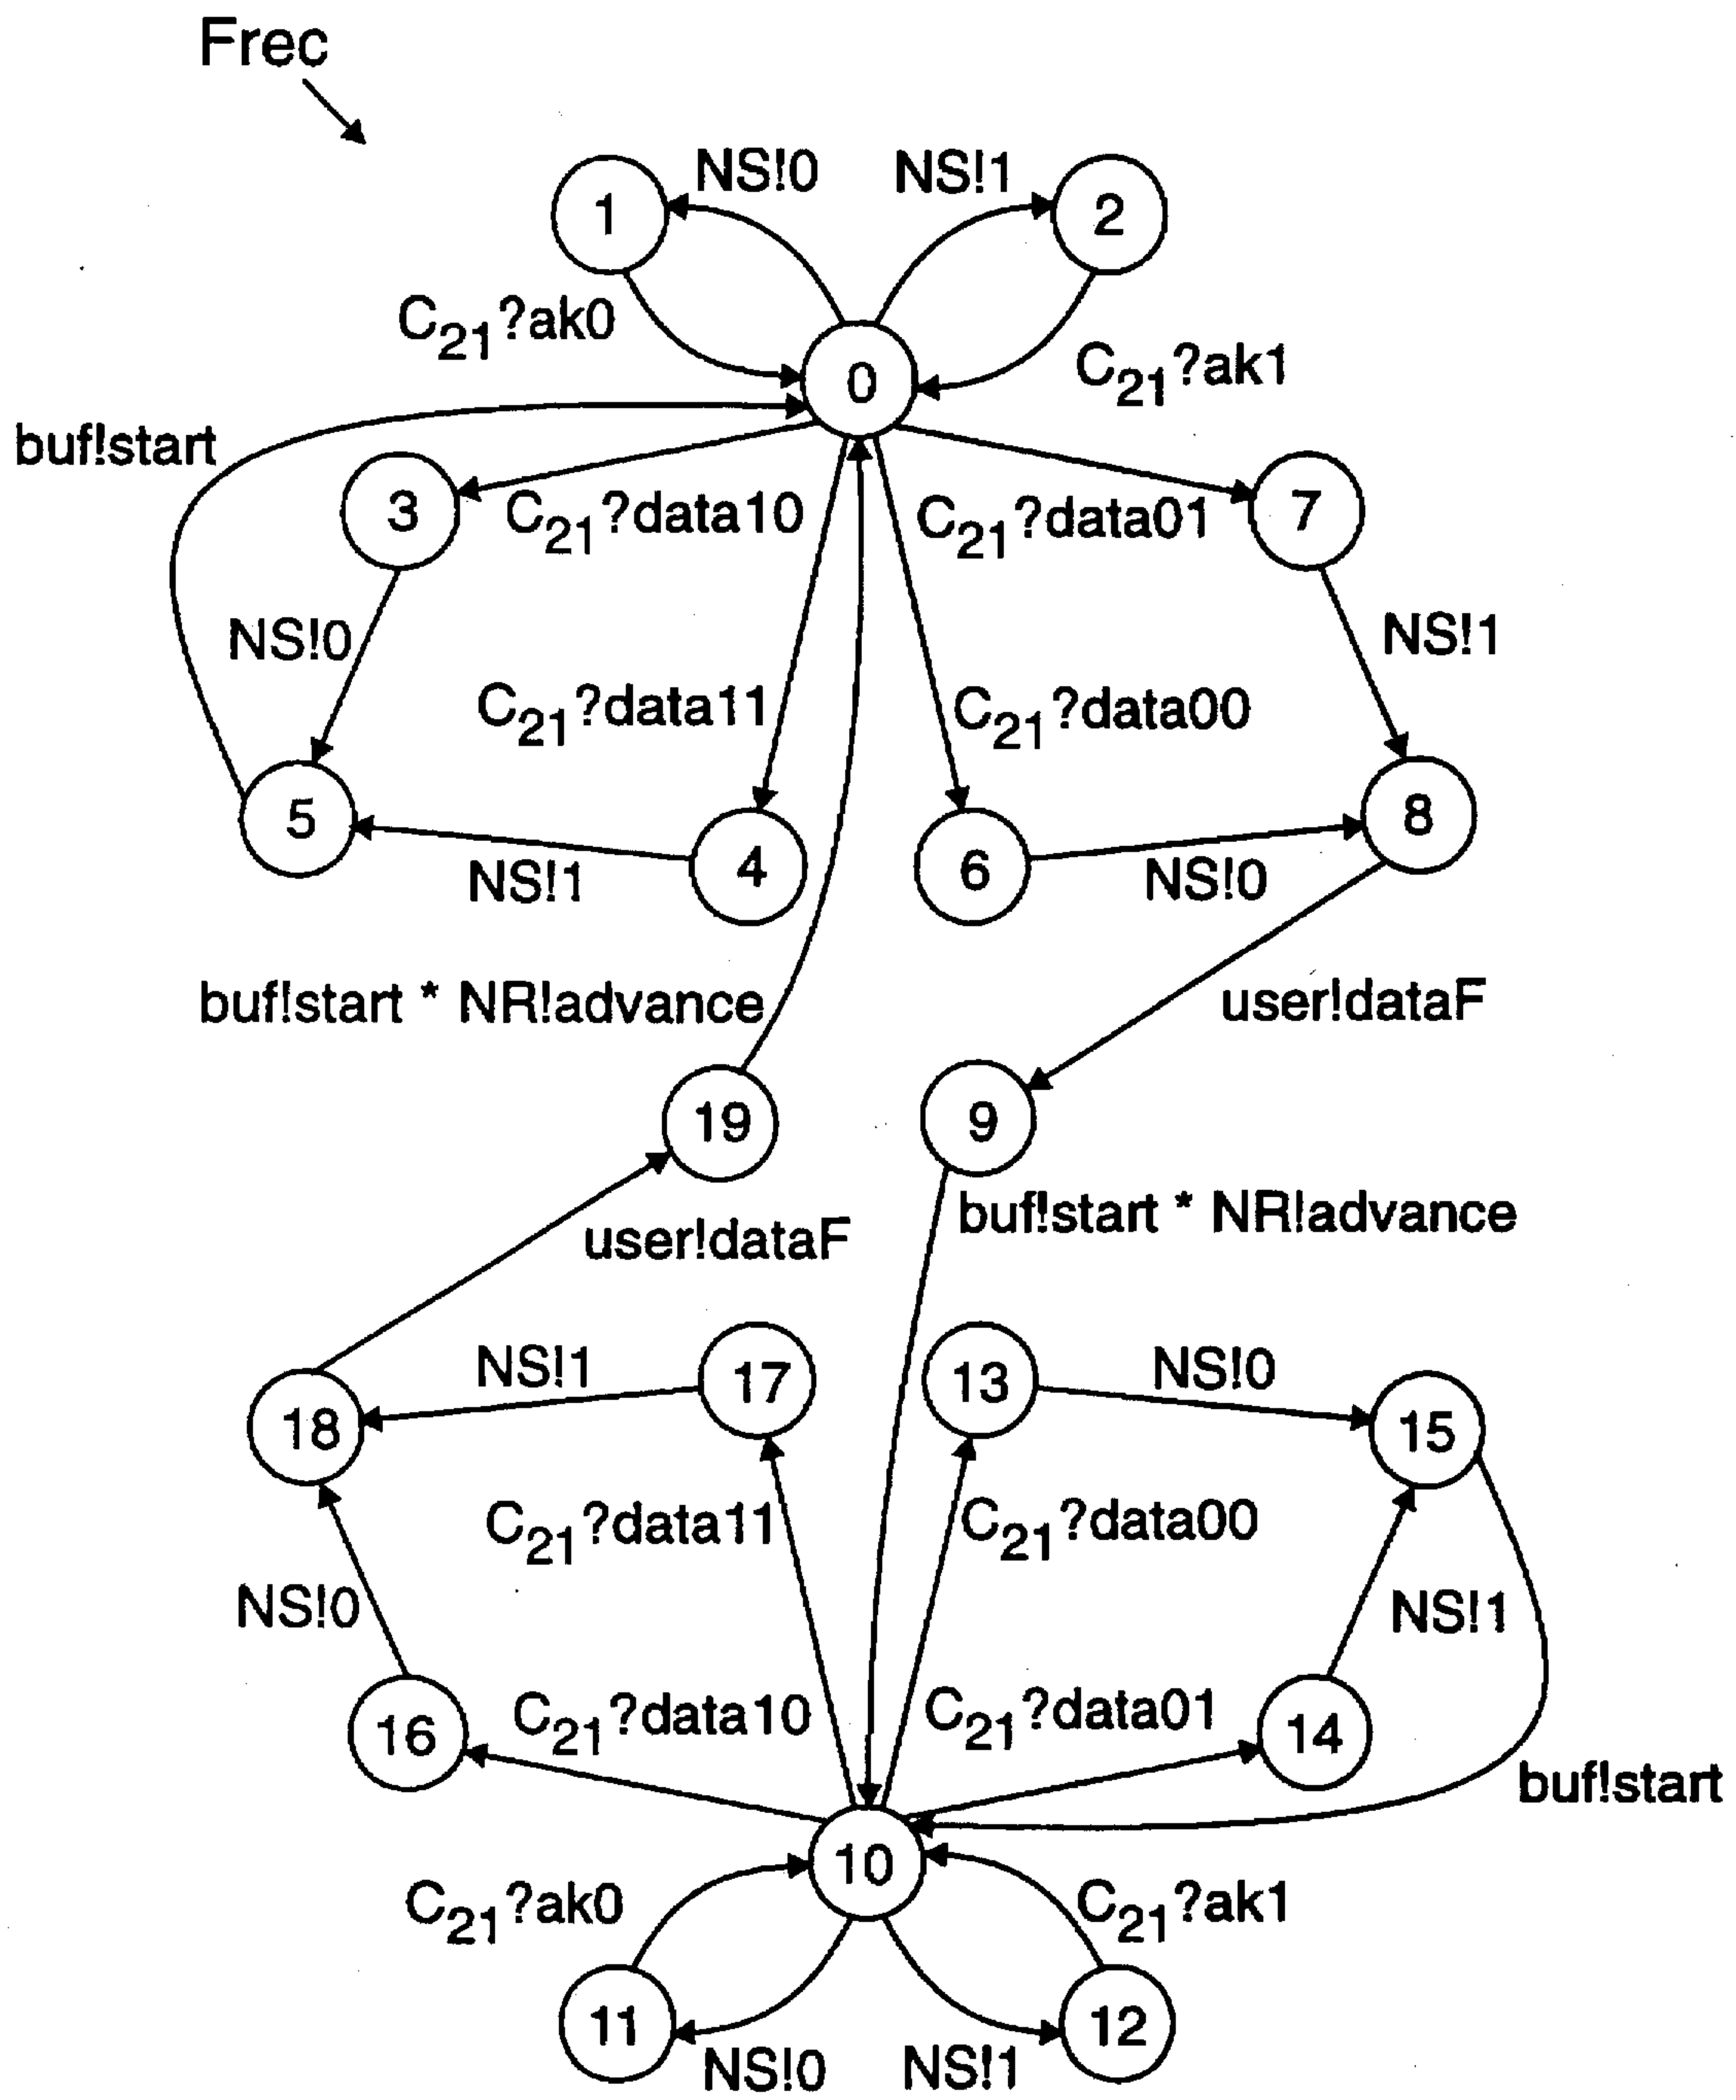 Frec
NS!0 NS!1
1 2
C21?ak0 C21?ak1
0
buf!start
3 C21?data10 C21?data01 7
NS!0 NS!1
C21?data11 C21?data00
5 4 6 8
NS!1 NS!0
buf!start * NR!advance user!dataF
19 9
buf!start * NR!advance
user!dataF
NS!1 17 13 NS!0
18 15
C21?data11 C21?data00
NS!0 NS!1
16 C21?data10 C21?data01 14
buf!start
10
C21?ak0 C21?ak1
11 12
NS!0 NS!1